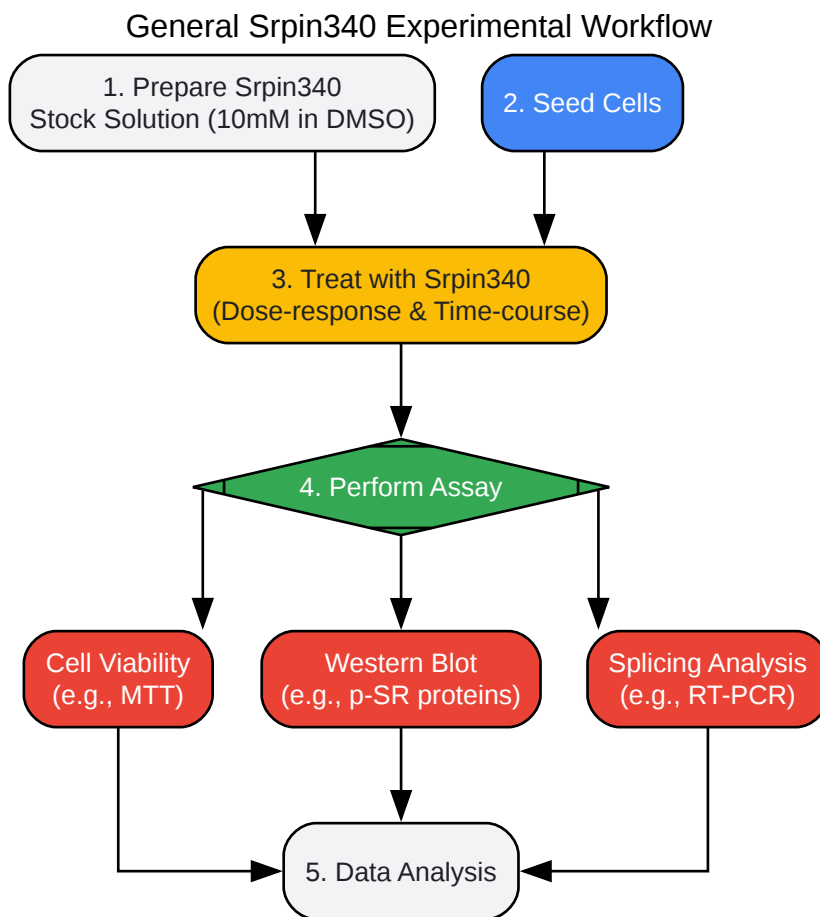 General Srpin340 Experimental Workflow
1. Prepare Srpin340
Stock Solution (10mM in DMSO)
2. Seed Cells
3. Treat with Srpin340
(Dose-response & Time-course)
4. Perform Assay
Cell Viability
(e.g., MTT)
Western Blot
(e.g., p-SR proteins)
Splicing Analysis
(e.g., RT-PCR)
5. Data Analysis